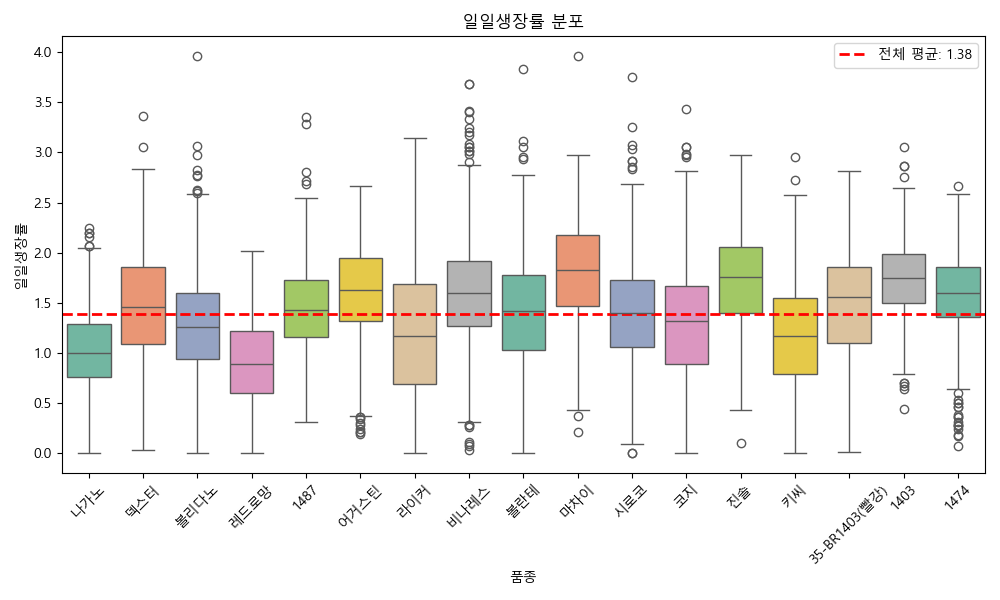 일일생장률 분포
전체 평균: 1.38
일일생장률
4.0
3.5
3.0
2.5
2.0
1.5
1.0
0.5
0.0
나가노
덱스터
볼리다노
레드로망
1487
어거스틴
라이커
비나레스
볼란테
마차이
시로코
코지
진솔
키씨
35-BR1403(빨강)
1403
1474
품종